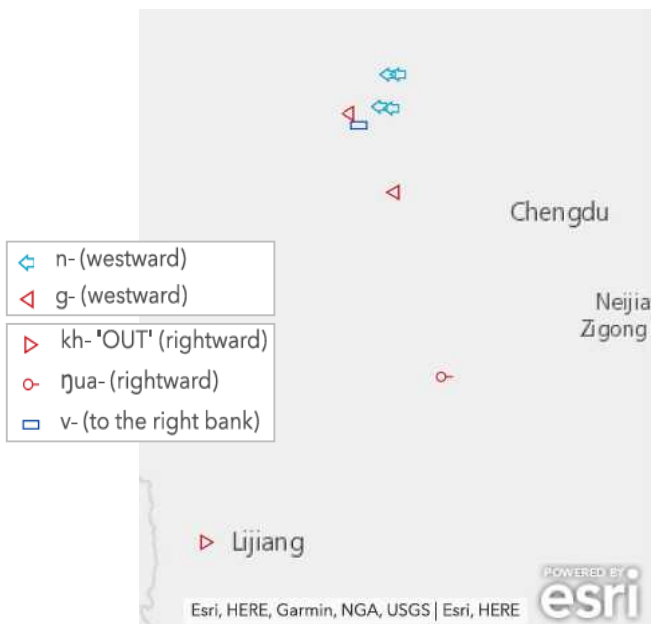 Chengdu
n- (westward)
g- (westward)
Neijia
Zigong
kh- 'OUT' (rightward)
ŋua- (rightward)
v- (to the right bank)
Lijiang
POWERED BY
esri
Esri, HERE, Garmin, NGA, USGS | Esri, HERE